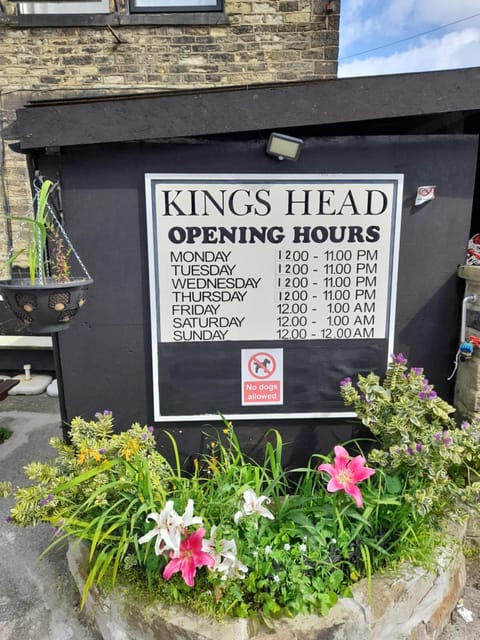 KINGS HEAD
OPENING HOURS
MONDAY 12.00 - 11.00 PM
TUESDAY 12.00 - 11.00 PM
WEDNESDAY 12.00 - 11.00 PM
THURSDAY 12.00 - 11.00 PM
FRIDAY 12.00 - 1.00 AM
SATURDAY 12.00 - 1.00 AM
SUNDAY 12.00 - 12.00 AM
No dogs
allowed